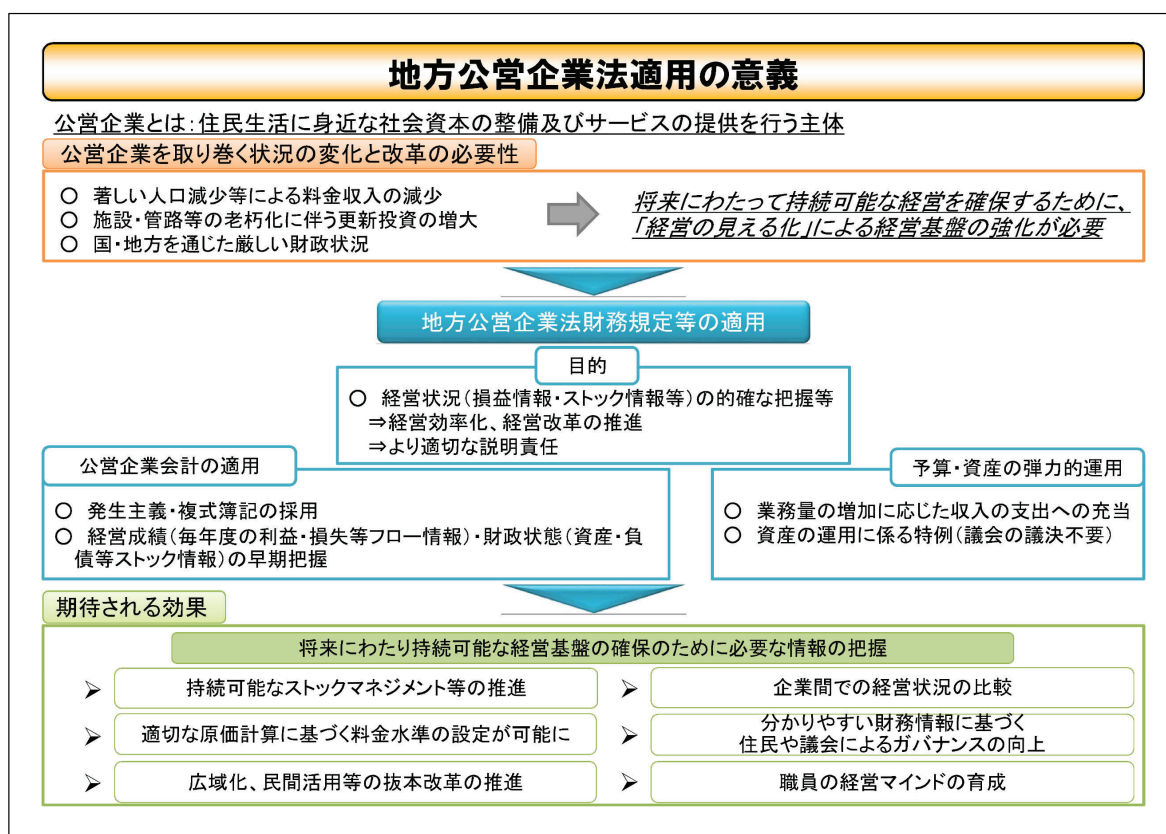 地方公営企業法適用の意義
公営企業とは：住民生活に身近な社会資本の整備及びサービスの提供を行う主体
公営企業を取り巻く状況の変化と改革の必要性
○ 著しい人口減少等による料金収入の減少
○ 施設・管路等の老朽化に伴う更新投資の増大
○ 国・地方を通じた厳しい財政状況
将来にわたって持続可能な経営を確保するために、
「経営の見える化」による経営基盤の強化が必要
地方公営企業法財務規定等の適用
目的
○ 経営状況（損益情報・ストック情報等）の的確な把握等
⇒経営効率化、経営改革の推進
⇒より適切な説明責任
公営企業会計の適用
○ 発生主義・複式簿記の採用
○ 経営成績（毎年度の利益・損失等フロー情報）・財政状態（資産・負
債等ストック情報）の早期把握
予算・資産の弾力的運用
○ 業務量の増加に応じた収入の支出への充当
○ 資産の運用に係る特例（議会の議決不要）
期待される効果
将来にわたり持続可能な経営基盤の確保のために必要な情報の把握
➢ 持続可能なストックマネジメント等の推進
➢ 適切な原価計算に基づく料金水準の設定が可能に
➢ 広域化、民間活用等の抜本改革の推進
➢ 企業間での経営状況の比較
➢ 分かりやすい財務情報に基づく
住民や議会によるガバナンスの向上
➢ 職員の経営マインドの育成